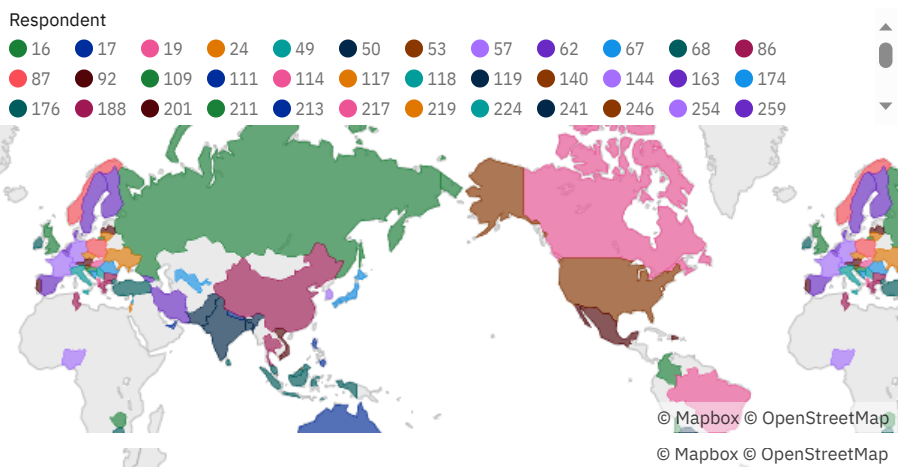 Respondent
16 17 19 24 49 50 53 57 62 67 68 86
87 92 109 111 114 117 118 119 140 144 163 174
176 188 201 211 213 217 219 224 241 246 254 259
© Mapbox © OpenStreetMap
© Mapbox © OpenStreetMap